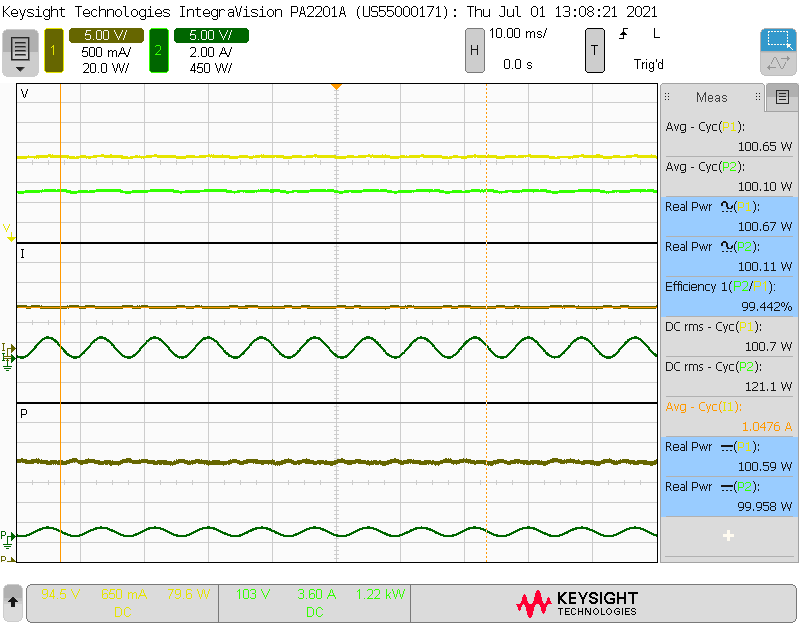 Keysight Technologies IntegraVision PA2201A (US55000171): Thu Jul 01 13:08:21 2021
1
5.00 V/
500 mA/
20.0 W/
2
5.00 V/
2.00 A/
450 W/
H
10.00 ms/
0.0 s
T
L
Trig'd
V
I
P
V
I
P
P
Meas
Avg - Cyc(P1):
100.65 W
Avg - Cyc(P2):
100.10 W
Real Pwr (P1):
100.67 W
Real Pwr (P2):
100.11 W
Efficiency 1(P2/P1):
99.442%
DC rms - Cyc(P1):
100.7 W
DC rms - Cyc(P2):
121.1 W
Avg - Cyc(I1):
1.0476 A
Real Pwr (P1):
100.59 W
Real Pwr (P2):
99.958 W
94.6 V 650 mA 79.6 W
DC
103 V 3.60 A 1.22 kW
DC
KEYSIGHT
TECHNOLOGIES